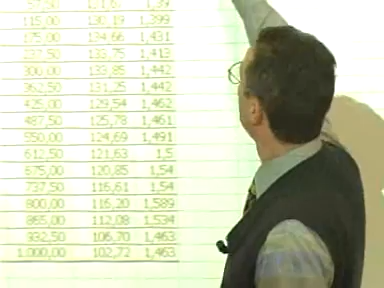 115,00 130,19 1,399
175,00 134,66 1,431
237,50 133,75 1,413
300,00 133,85 1,442
362,50 131,25 1,442
425,00 129,54 1,462
487,50 125,78 1,461
550,00 124,69 1,491
612,50 121,63 1,5
675,00 120,85 1,54
737,50 116,61 1,54
800,00 116,20 1,589
865,00 112,08 1,534
932,50 106,70 1,463
1.000,00 102,72 1,463